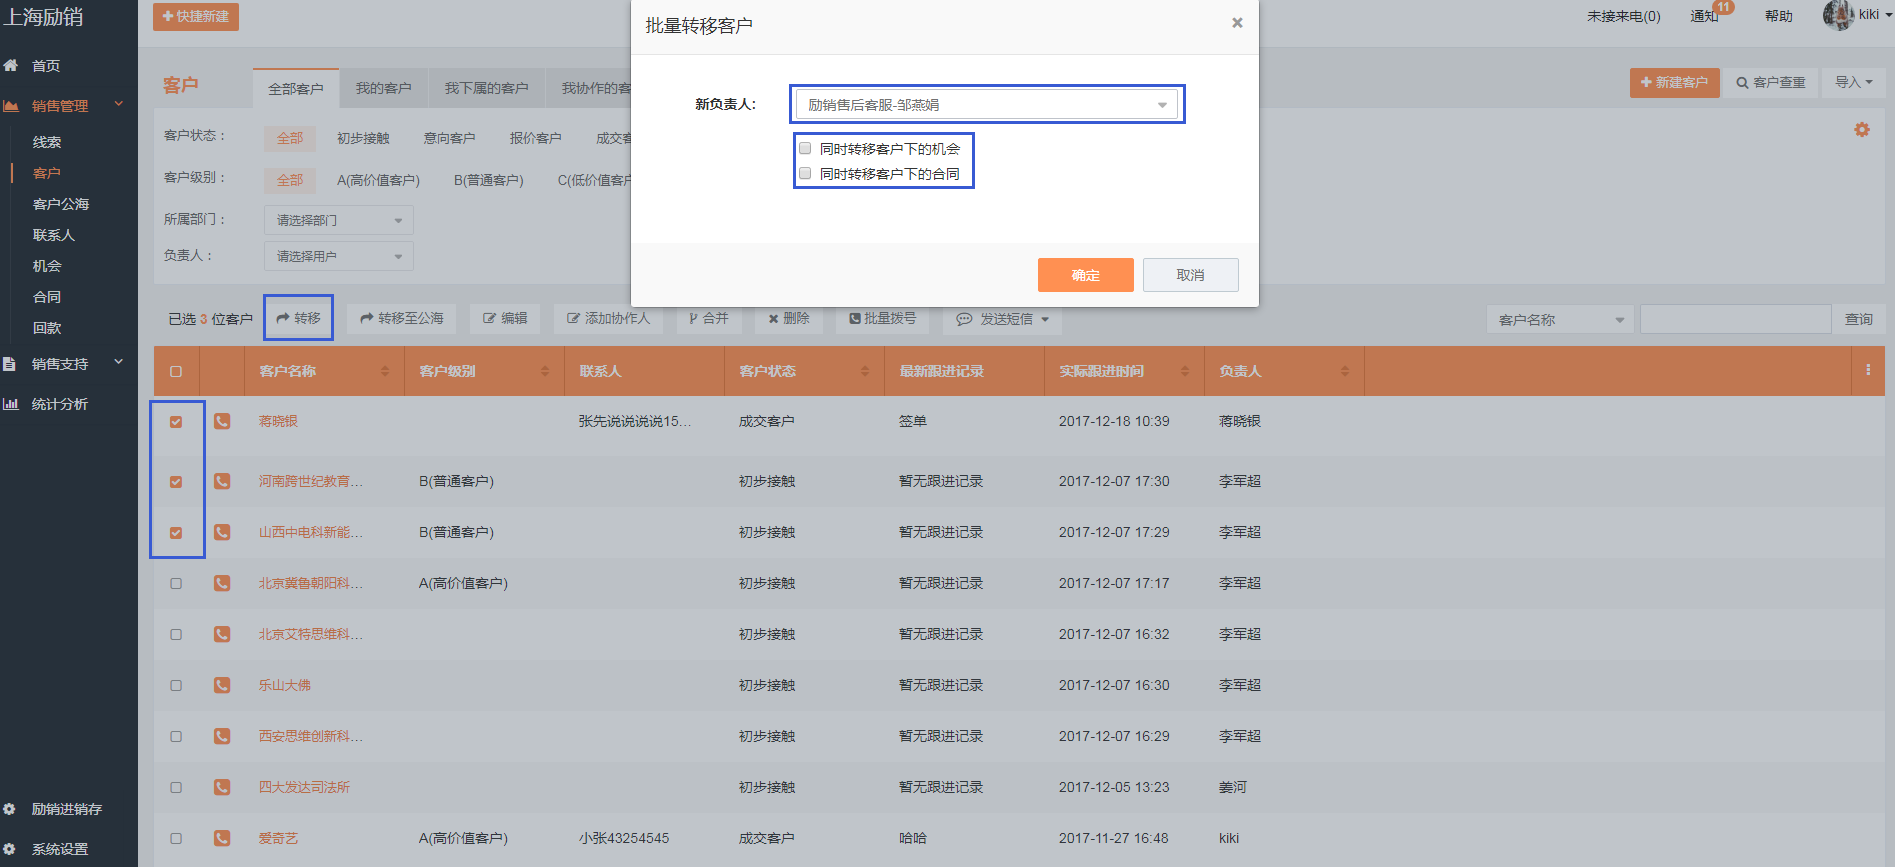 上海励销
快捷新建
批量转移客户
×
未接来电(0)
通知
11
帮助
kiki
首页
销售管理
线索
客户
客户公海
联系人
机会
合同
回款
销售支持
统计分析
励销进销存
系统设置
客户
全部客户
我的客户
我下属的客户
我协作的客
新建客户
客户查重
导入
新负责人：
励销售后客服-邹燕娟
同时转移客户下的机会
同时转移客户下的合同
确定
取消
客户状态：
全部
初步接触
意向客户
报价客户
成交客
客户级别：
全部
A(高价值客户)
B(普通客户)
C(低价值客户
所属部门：
请选择部门
负责人：
请选择用户
已选 3 位客户
转移
转移至公海
编辑
添加协作人
合并
删除
批量拨号
发送短信
客户名称
查询
客户名称 客户级别 联系人 客户状态 最新跟进记录 实际跟进时间 负责人
蒋晓银 张先说说说说15... 成交客户 签单 2017-12-18 10:39 蒋晓银
河南跨世纪教育... B(普通客户) 初步接触 暂无跟进记录 2017-12-07 17:30 李军超
山西中电科新能... B(普通客户) 初步接触 暂无跟进记录 2017-12-07 17:29 李军超
北京冀鲁朝阳科... A(高价值客户) 初步接触 暂无跟进记录 2017-12-07 17:17 李军超
北京艾特思维科... 初步接触 暂无跟进记录 2017-12-07 16:32 李军超
乐山大佛 初步接触 暂无跟进记录 2017-12-07 16:30 李军超
西安思维创新科... 初步接触 暂无跟进记录 2017-12-07 16:29 李军超
四大发达司法所 初步接触 暂无跟进记录 2017-12-05 13:23 姜河
爱奇艺 A(高价值客户) 小张43254545 成交客户 哈哈 2017-11-27 16:48 kiki